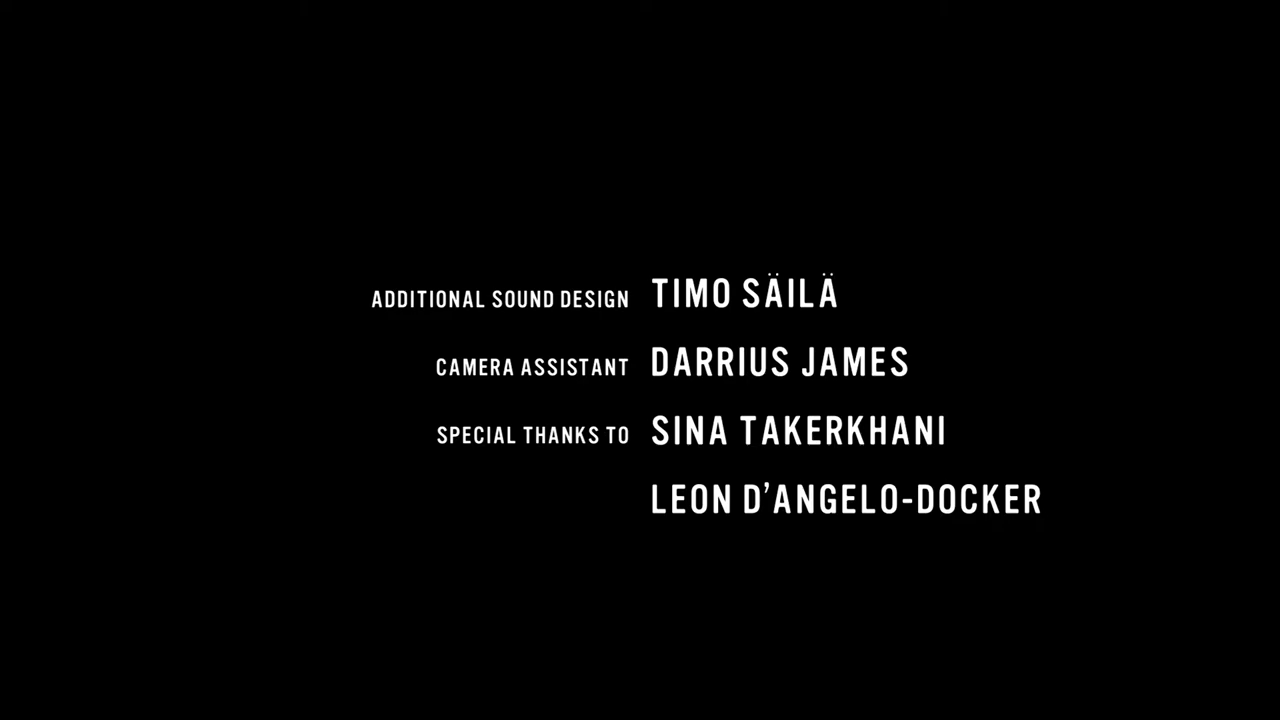 ADDITIONAL SOUND DESIGN TIMO SÄILÄ
CAMERA ASSISTANT DARRIUS JAMES
SPECIAL THANKS TO SINA TAKERKHANI
LEON D’ANGELO-DOCKER